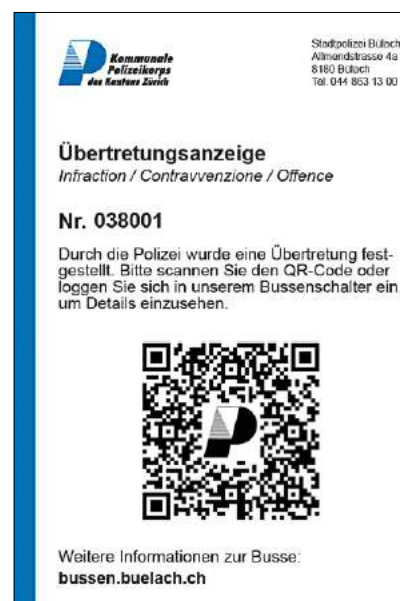 Kommunale
Polizeikorps
des Kantons Zürich
Stadtpolizei Bülach
Allmendstrasse 4a
8180 Bülach
Tel. 044 863 13 00
Übertretungsanzeige
Infraction / Contravvenzione / Offence
Nr. 038001
Durch die Polizei wurde eine Übertretung fest-
gestellt. Bitte scannen Sie den QR-Code oder
loggen Sie sich in unserem Bussenschalter ein,
um Details einzusehen.
Weitere Informationen zur Busse:
bussen.buelach.ch